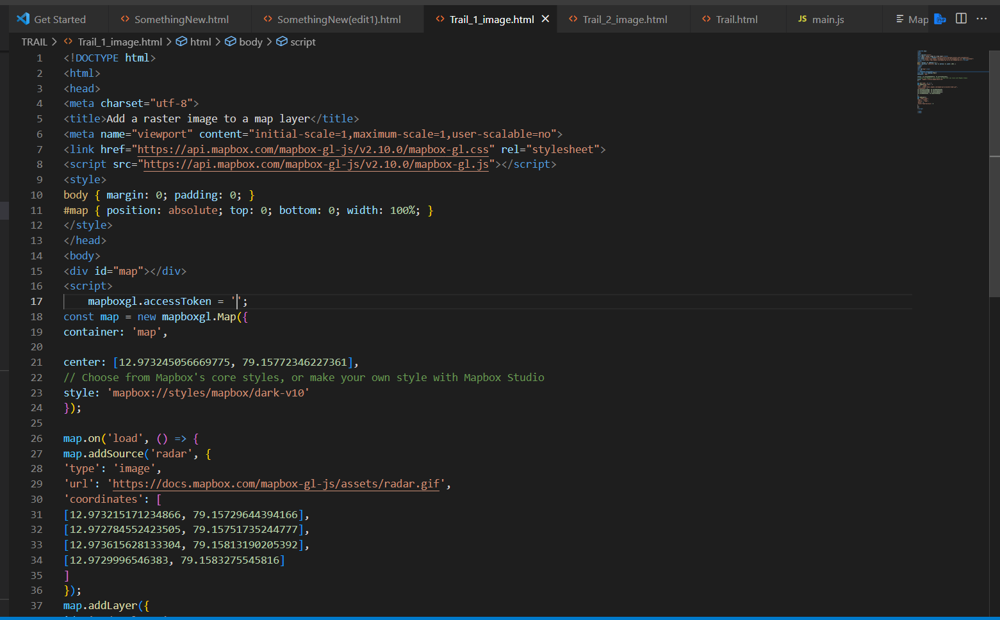 Get Started
SomethingNew.html
SomethingNew(edit1).html
Trail_1_image.html
Trail_2_image.html
Trail.html
JS main.js
Map
TRAIL > Trail_1_image.html > html > body > script
1 <!DOCTYPE html>
2 <html>
3 <head>
4 <meta charset="utf-8">
5 <title>Add a raster image to a map layer</title>
6 <meta name="viewport" content="initial-scale=1,maximum-scale=1,user-scalable=no">
7 <link href="https://api.mapbox.com/mapbox-gl-js/v2.10.0/mapbox-gl.css" rel="stylesheet">
8 <script src="https://api.mapbox.com/mapbox-gl-js/v2.10.0/mapbox-gl.js"></script>
9 <style>
10 body { margin: 0; padding: 0; }
11 #map { position: absolute; top: 0; bottom: 0; width: 100%; }
12 </style>
13 </head>
14 <body>
15 <div id="map"></div>
16 <script>
17 mapboxgl.accessToken = '';
18 const map = new mapboxgl.Map({
19 container: 'map',
20
21 center: [12.973245056669775, 79.15772346227361],
22 // Choose from Mapbox's core styles, or make your own style with Mapbox Studio
23 style: 'mapbox://styles/mapbox/dark-v10'
24 });
25
26 map.on('load', () => {
27 map.addSource('radar', {
28 'type': 'image',
29 'url': 'https://docs.mapbox.com/mapbox-gl-js/assets/radar.gif',
30 'coordinates': [
31 [12.973215171234866, 79.15729644394166],
32 [12.972784552423505, 79.15751735244777],
33 [12.973615628133304, 79.15813190205392],
34 [12.9729996546383, 79.1583275545816]
35 ]
36 });
37 map.addLayer({